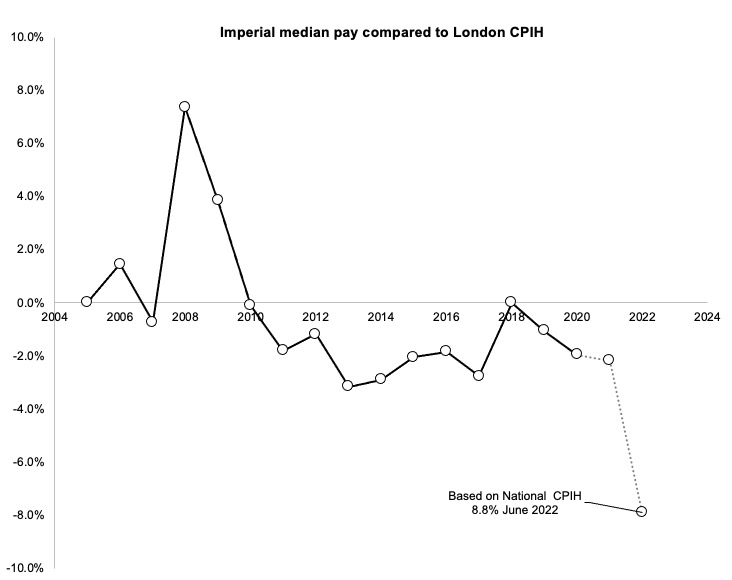 Imperial median pay compared to London CPIH
10.0%
8.0%
6.0%
4.0%
2.0%
0.0%
2004 2006 2008 2010 2012 2014 2016 2018 2020 2022 2024
-2.0%
-4.0%
-6.0%
Based on National CPIH
8.8% June 2022
-8.0%
-10.0%